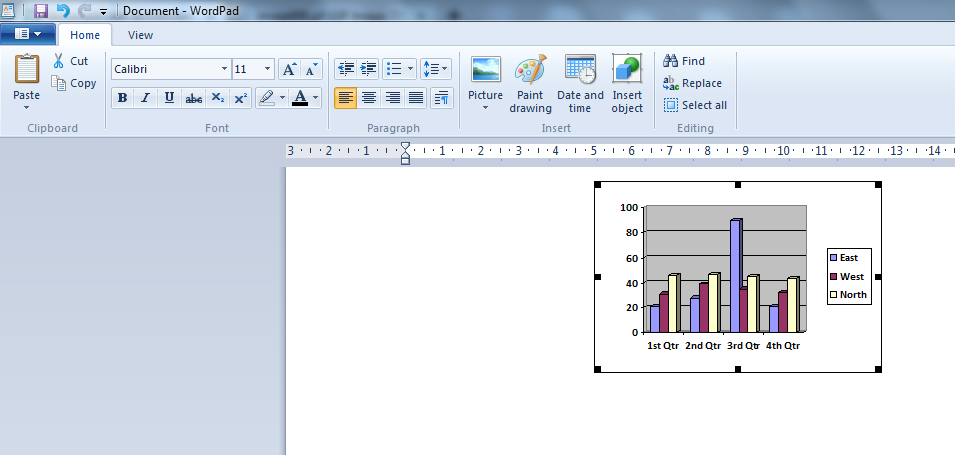 Document - WordPad
Home View
Cut
Copy
Paste
Clipboard
Calibri 11 A A
B I U abc X₂ X² A
Font
Paragraph
Picture
Paint drawing
Date and time
Insert object
Insert
Find
Replace
Select all
Editing
3 2 1 1 2 3 4 5 6 7 8 9 10 11 12 13 14
100
80
60
40
20
0
1st Qtr 2nd Qtr 3rd Qtr 4th Qtr
East
West
North